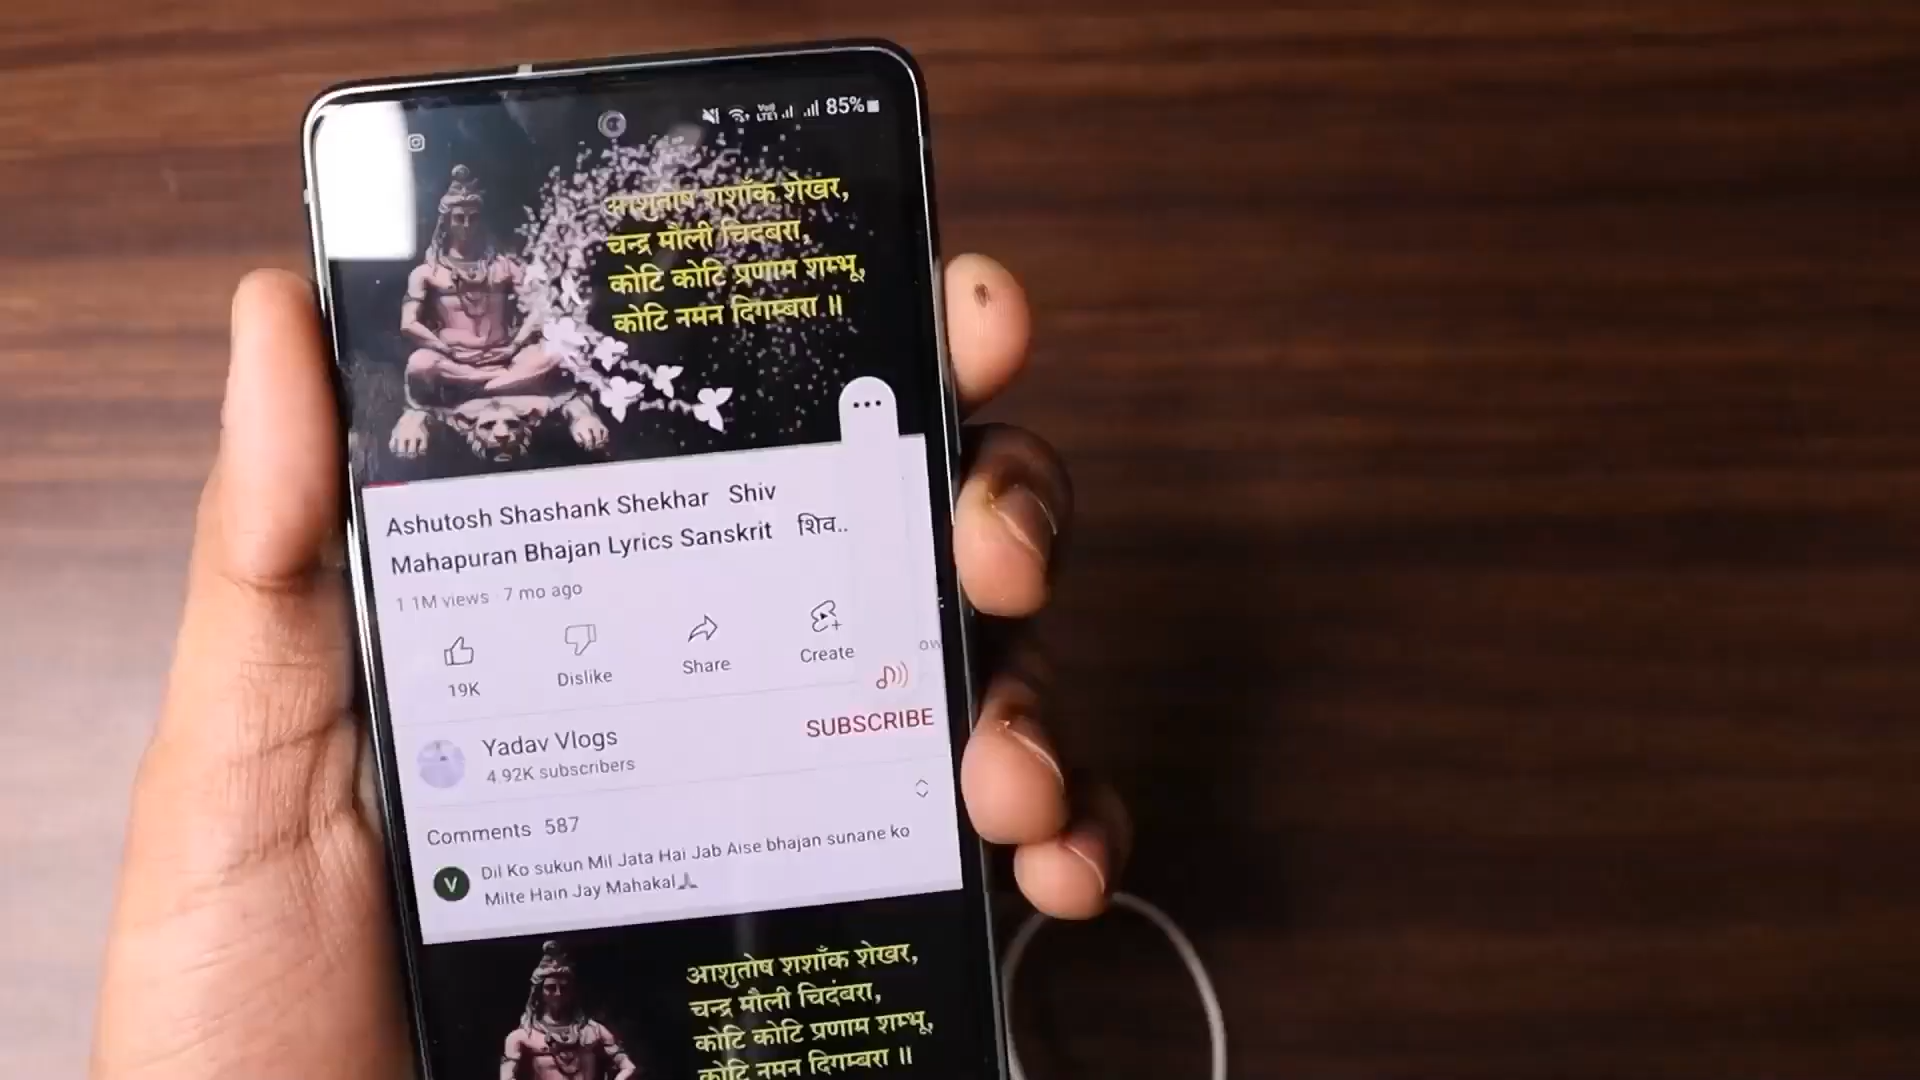 VoO
LTE1
85%
आशुतोष शशाँक शेखर,
चन्द्र मौली चिदंबरा,
कोटि कोटि प्रणाम शम्भू,
कोटि नमन दिगम्बरा ॥
Ashutosh Shashank Shekhar Shiv
Mahapuran Bhajan Lyrics Sanskrit शिव..
1 1M views 7 mo ago
19K
Dislike
Share
Create
Yadav Vlogs
4.92K subscribers
SUBSCRIBE
Comments 587
V
Dil Ko sukun Mil Jata Hai Jab Aise bhajan sunane ko
Milte Hain Jay Mahakal
आशुतोष शशाँक शेखर,
चन्द्र मौली चिदंबरा,
कोटि कोटि प्रणाम शम्भू,
कोटि नमन दिगम्बरा ॥